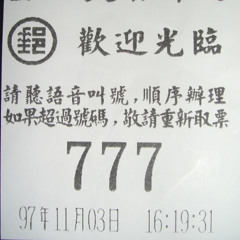 郵 歡迎光臨
請聽語音叫號，順序辦理
如果超過號碼，敬請重新取票
777
97年11月03日 16:19:31